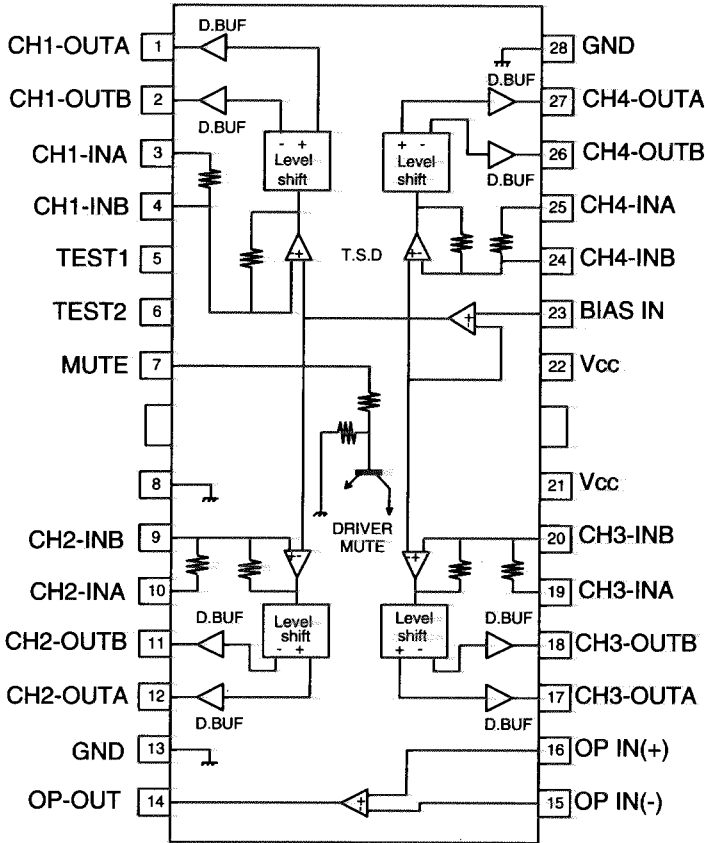 D.BUF
CH1-OUTA 1
28 GND
D.BUF
CH1-OUTB 2
27 CH4-OUTA
D.BUF
CH1-INA 3
- +
Level
shift
+ -
Level
shift
26 CH4-OUTB
D.BUF
CH1-INB 4
25 CH4-INA
TEST1 5
+
T.S.D
+-
24 CH4-INB
TEST2 6
+
23 BIAS IN
MUTE 7
22 Vcc
8
21 Vcc
DRIVER
MUTE
CH2-INB 9
+-
-+
20 CH3-INB
CH2-INA 10
19 CH3-INA
D.BUF
Level
shift
- +
Level
shift
+ -
D.BUF
CH2-OUTB 11
18 CH3-OUTB
CH2-OUTA 12
17 CH3-OUTA
D.BUF
D.BUF
GND 13
16 OP IN(+)
OP-OUT 14
+
15 OP IN(-)